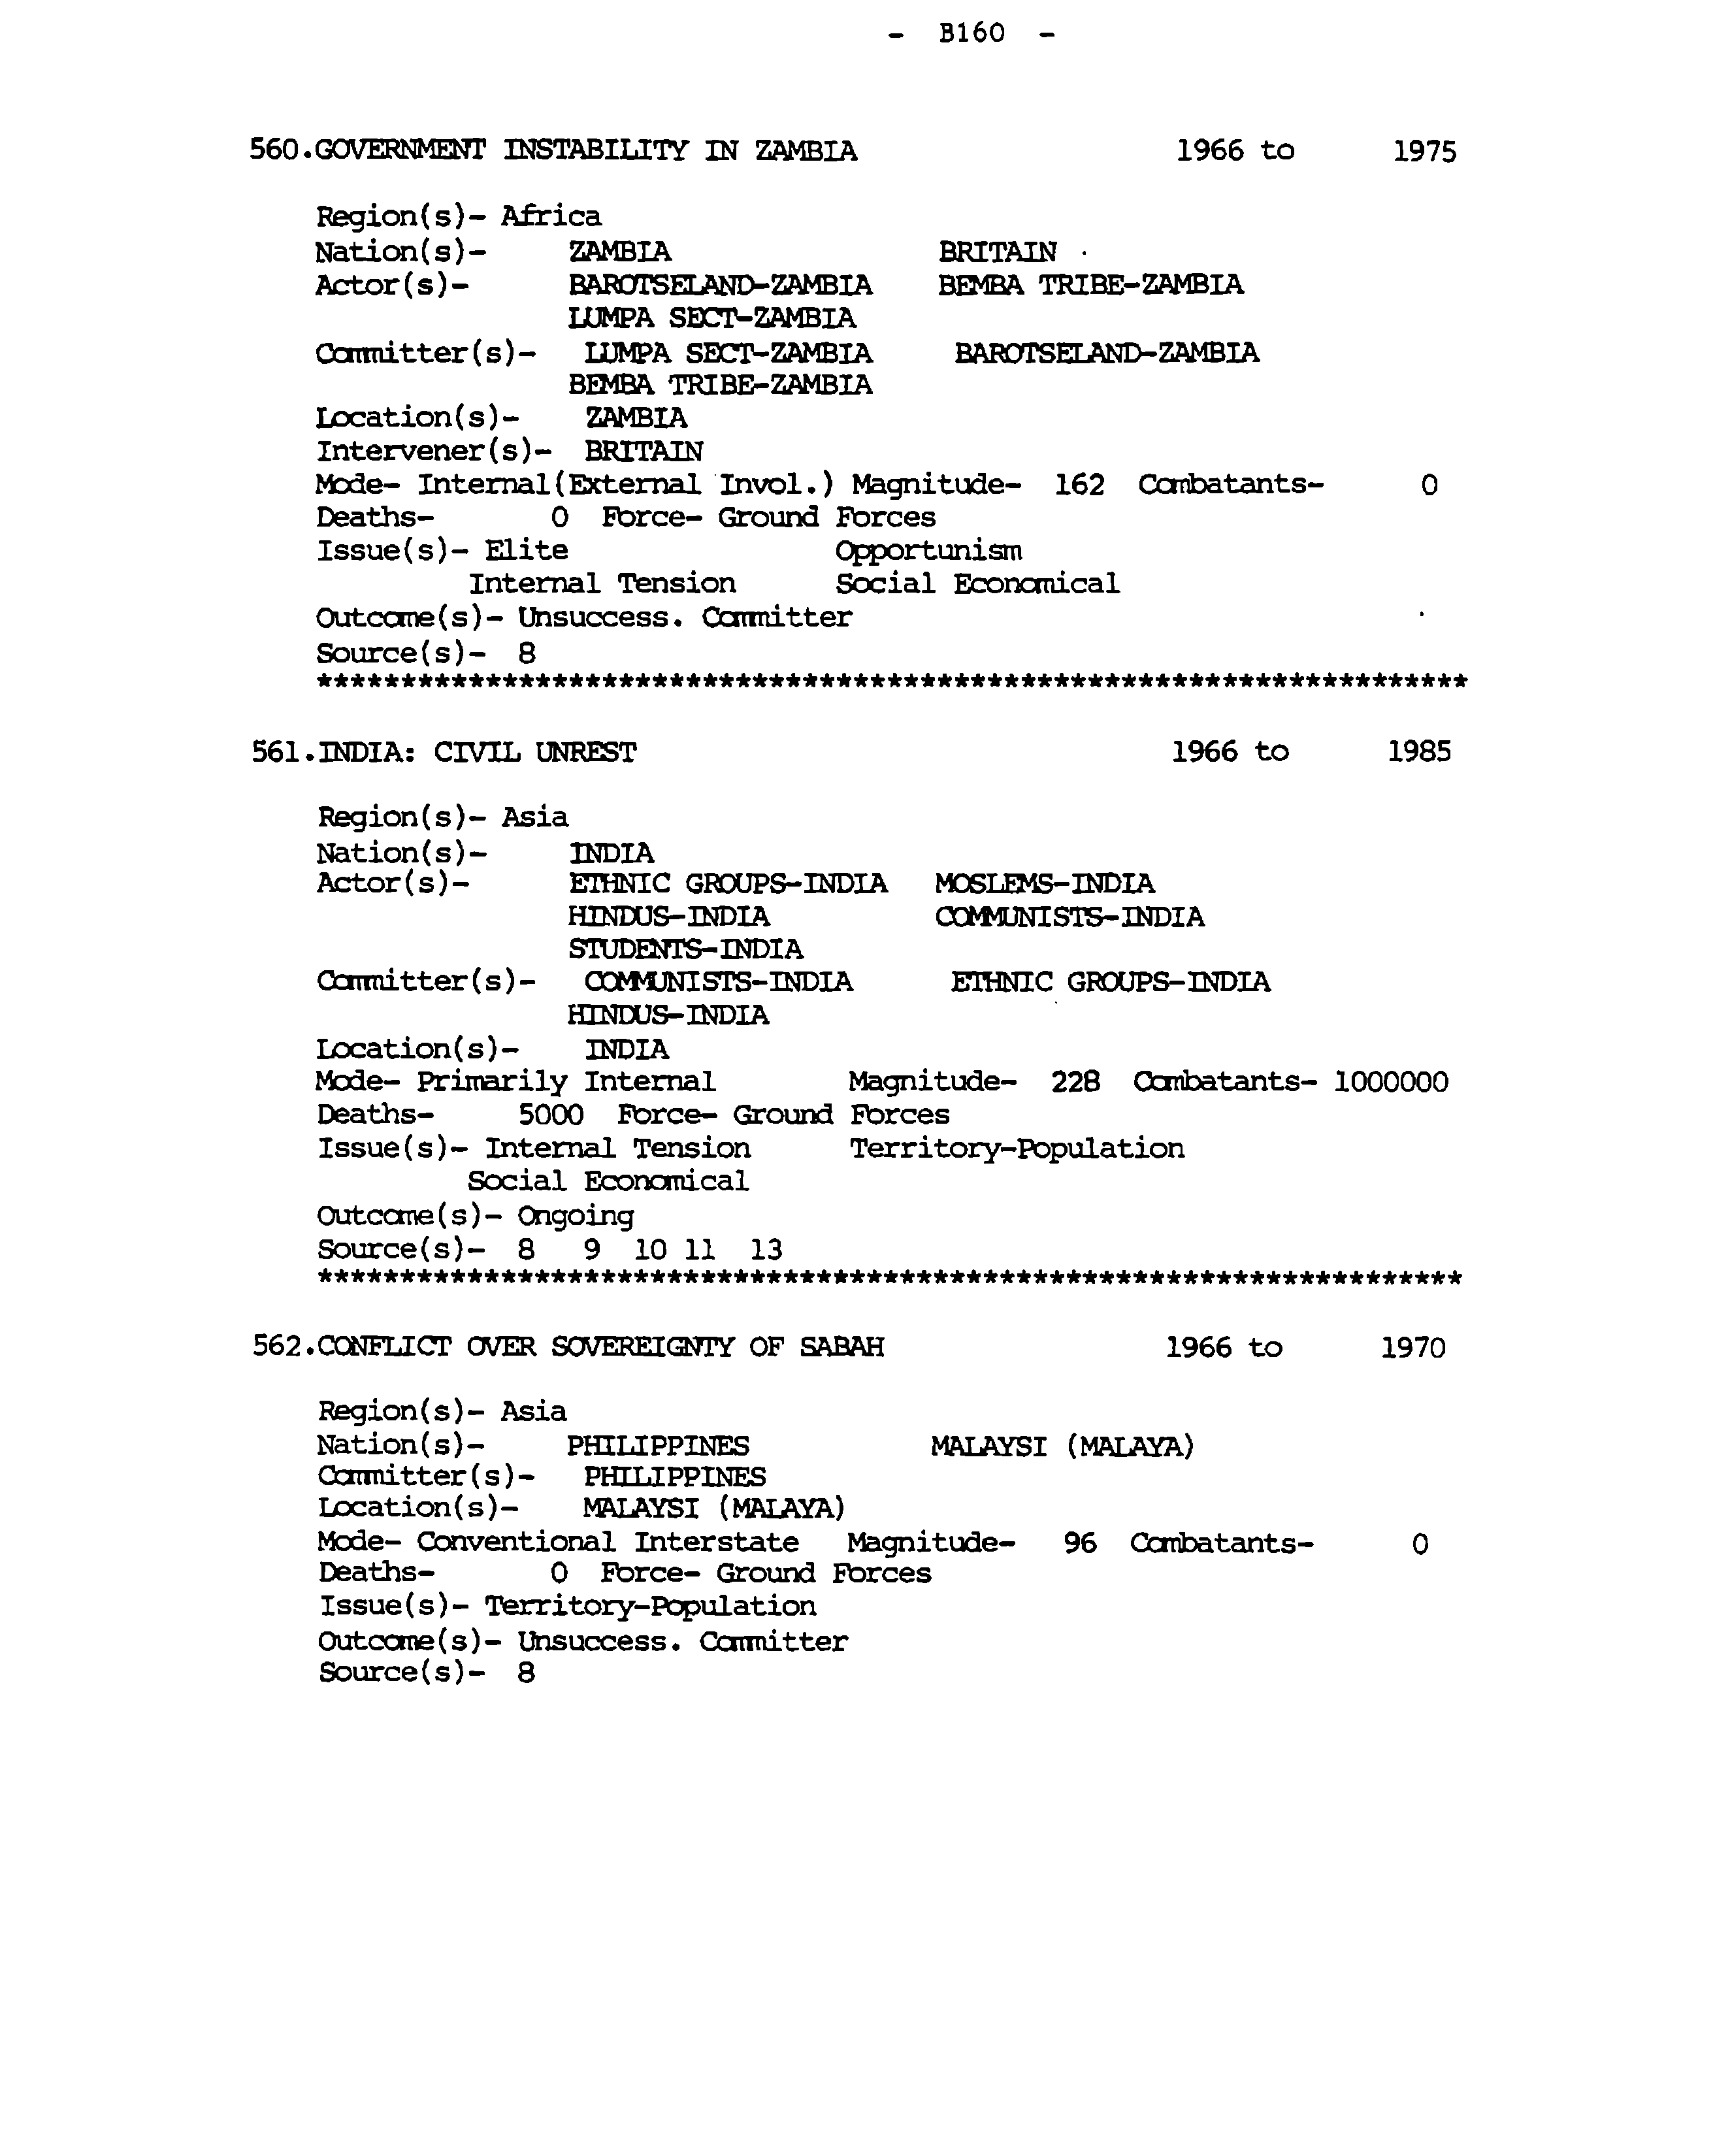 - B160 -
560.GOVERNMENT INSTABILITY IN ZAMBIA 1966 to 1975
Region(s)- Africa
Nation(s)- ZAMBIA BRITAIN
Actor(s)- BAROTSELAND-ZAMBIA BEMBA TRIBE-ZAMBIA
LUMPA SECT-ZAMBIA
Committer(s)- LUMPA SECT-ZAMBIA BAROTSELAND-ZAMBIA
BEMBA TRIBE-ZAMBIA
Location(s)- ZAMBIA
Intervener(s)- BRITAIN
Mode- Internal(External Invol.) Magnitude- 162 Combatants- 0
Deaths- 0 Force- Ground Forces
Issue(s)- Elite Opportunism
Internal Tension Social Economical
Outcome(s)- Unsuccess. Committer
Source(s)- 8
*********************************************************************
561.INDIA: CIVIL UNREST 1966 to 1985
Region(s)- Asia
Nation(s)- INDIA
Actor(s)- ETHNIC GROUPS-INDIA MOSLEMS-INDIA
HINDUS-INDIA COMMUNISTS-INDIA
STUDENTS-INDIA
Committer(s)- COMMUNISTS-INDIA ETHNIC GROUPS-INDIA
HINDUS-INDIA
Location(s)- INDIA
Mode- Primarily Internal Magnitude- 228 Combatants- 1000000
Deaths- 5000 Force- Ground Forces
Issue(s)- Internal Tension Territory-Population
Social Economical
Outcome(s)- Ongoing
Source(s)- 8 9 10 11 13
*********************************************************************
562.CONFLICT OVER SOVEREIGNTY OF SABAH 1966 to 1970
Region(s)- Asia
Nation(s)- PHILIPPINES MALAYSI (MALAYA)
Committer(s)- PHILIPPINES
Location(s)- MALAYSI (MALAYA)
Mode- Conventional Interstate Magnitude- 96 Combatants- 0
Deaths- 0 Force- Ground Forces
Issue(s)- Territory-Population
Outcome(s)- Unsuccess. Committer
Source(s)- 8